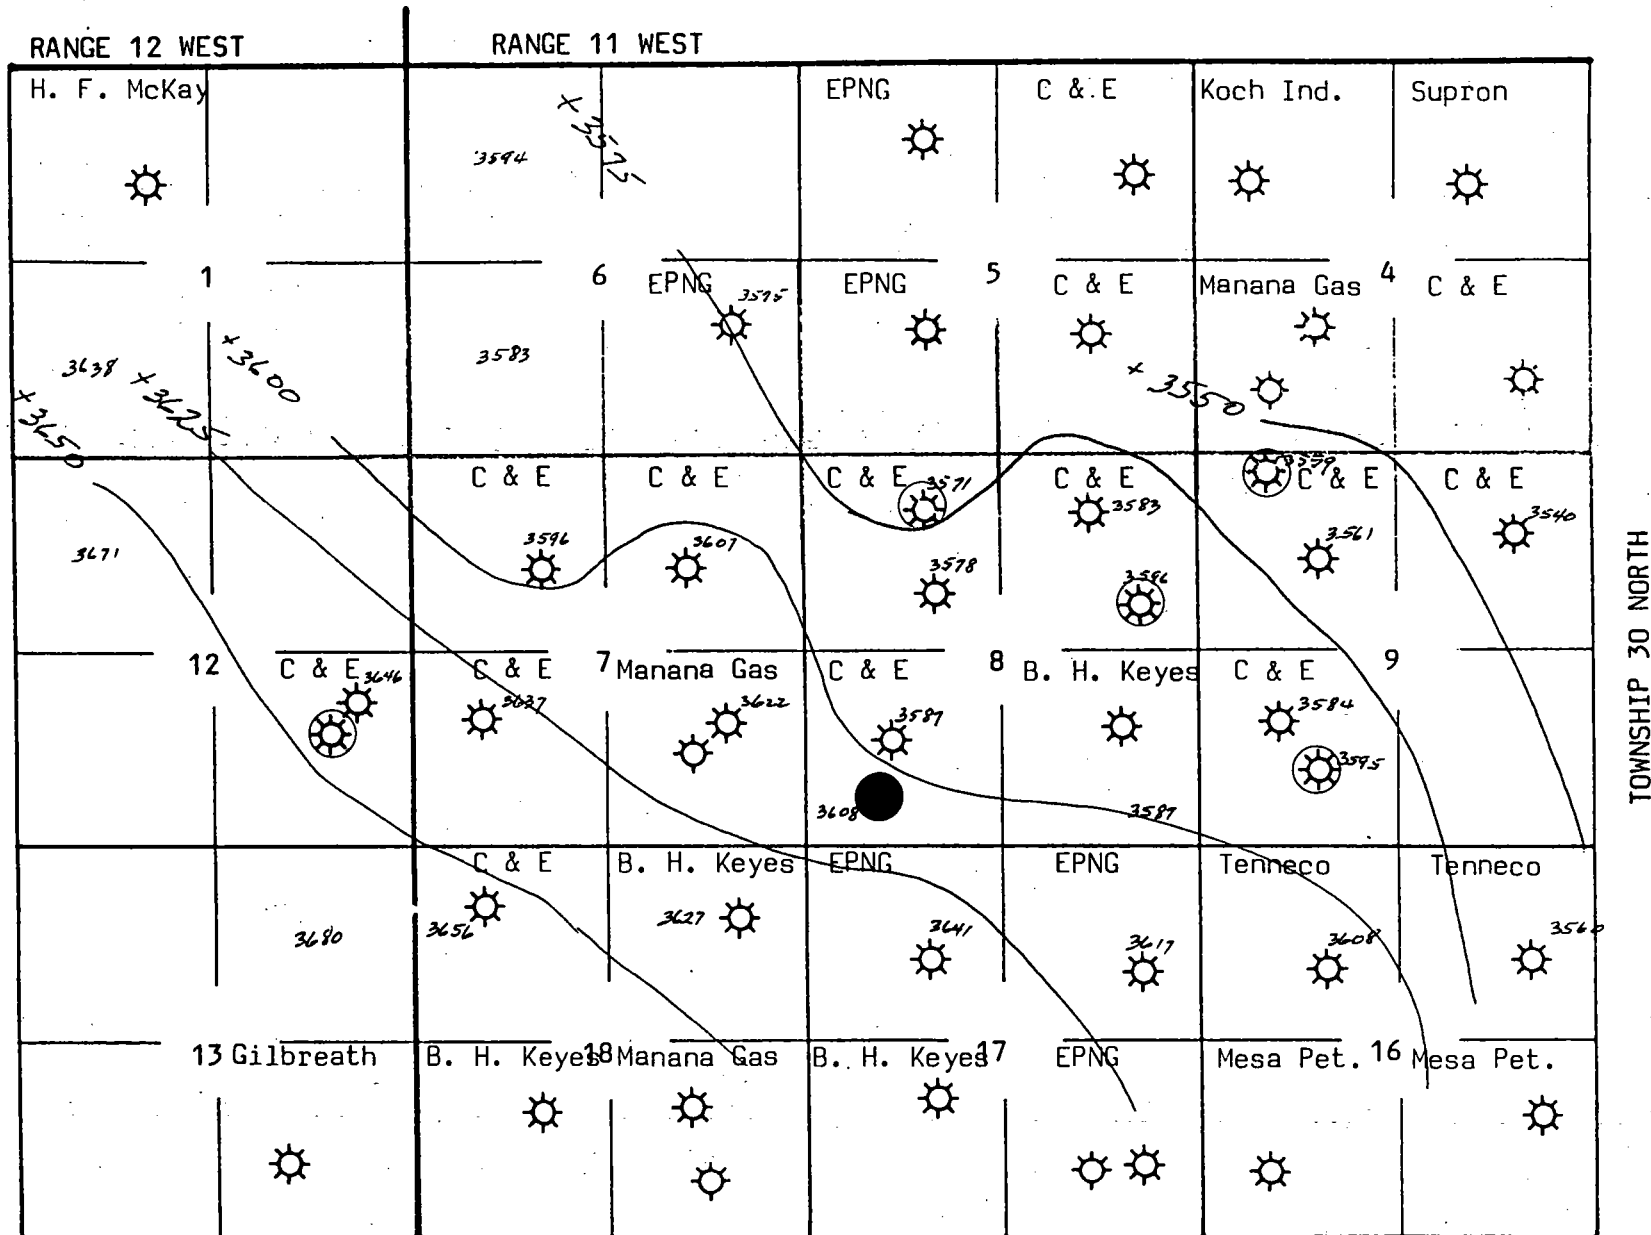 RANGE 12 WEST RANGE 11 WEST
H. F. McKay EPNG C & E Koch Ind. Supron
+3575
3594
1 6 5 4
EPNG EPNG C & E Manana Gas C & E
3575
3583
+3600
3638 +3625
+3650
+3550
C & E C & E C & E C & E C & E C & E
3571 3559
3583 3540
3671 3596 3607 3578 3561
3596
12 7 8 9
C & E C & E Manana Gas C & E B. H. Keyes C & E
3646 3637 3622 3587 3584
3595
3608 3587
C & E B. H. Keyes EPNG EPNG Tenneco Tenneco
3680 3656 3627 3641 3617 3608 3560
13 18 17 16
Gilbreath B. H. Keyes Manana Gas B. H. Keyes EPNG Mesa Pet. Mesa Pet.
TOWNSHIP 30 NORTH